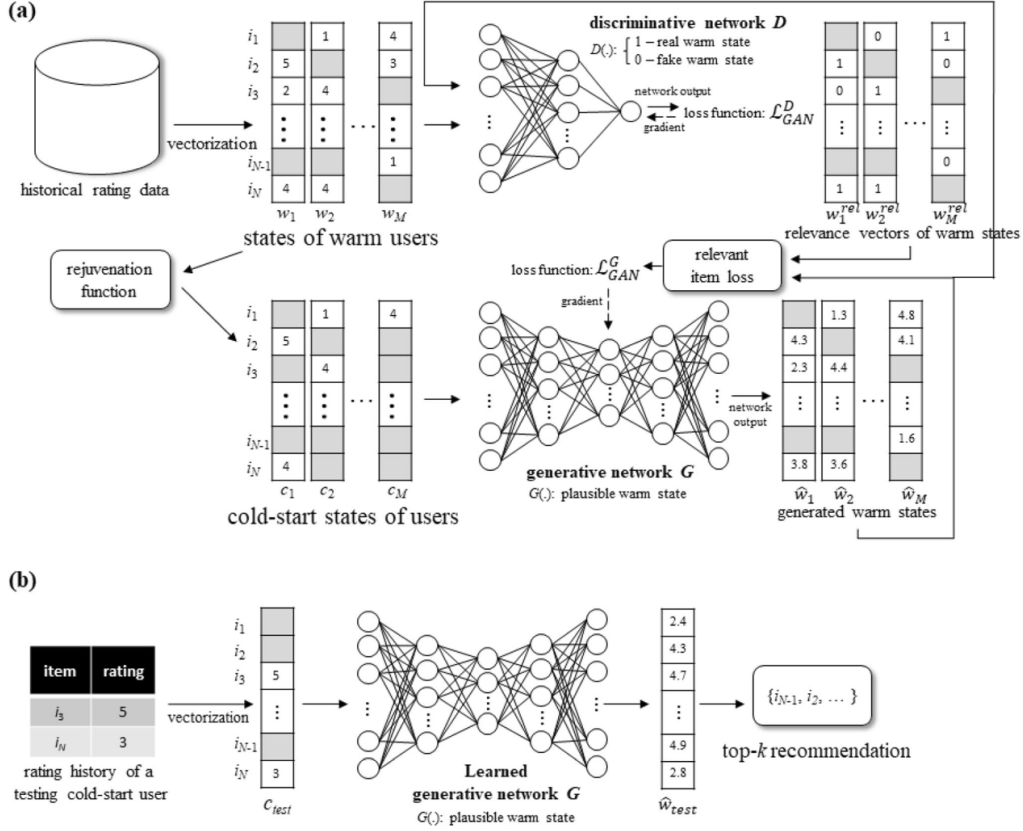 (a)
historical rating data
vectorization
i1
i2
i3
iN-1
iN
5
2
4
1
4
4
4
3
1
w1
w2
wM
⋯
states of warm users
discriminative network D
D(.): { 1 – real warm state
0 – fake warm state
network output
gradient
loss function: ℒ_GAN^D
1
0
1
0
1
1
1
0
0
w1^rel
w2^rel
wM^rel
⋯
relevance vectors of warm states
rejuvenation
function
loss function: ℒ_GAN^G
gradient
relevant
item loss
i1
i2
i3
iN-1
iN
5
4
1
4
4
c1
c2
cM
⋯
cold-start states of users
generative network G
G(.): plausible warm state
network
output
4.3
2.3
3.8
1.3
4.4
3.6
4.8
4.1
1.6
ŵ1
ŵ2
ŵM
⋯
generated warm states
(b)
item rating
i3 5
iN 3
rating history of a
testing cold-start user
vectorization
i1
i2
i3
iN-1
iN
5
3
c_test
Learned
generative network G
G(.): plausible warm state
2.4
4.3
4.7
4.9
2.8
ŵ_test
{iN-1, i2, … }
top-k recommendation